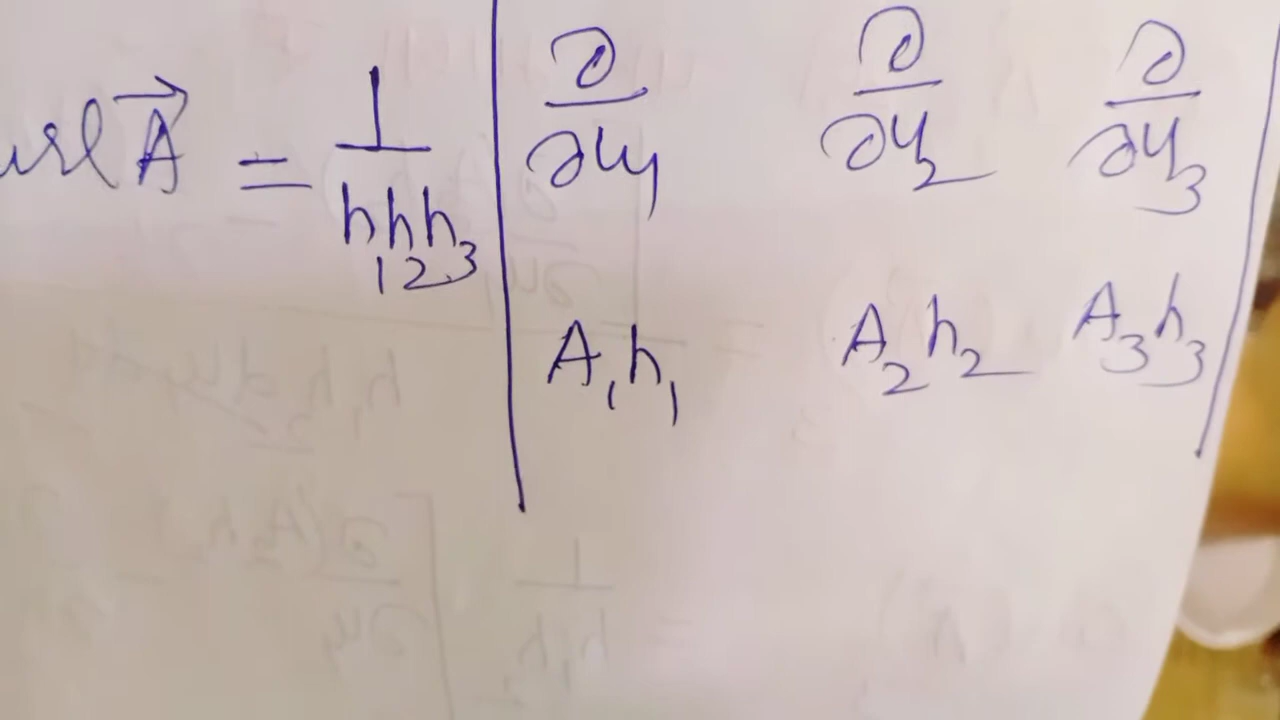 url A⃗ = 1/(h₁h₂h₃) | ∂/∂u₁ ∂/∂u₂ ∂/∂u₃ |
A₁h₁ A₂h₂ A₃h₃